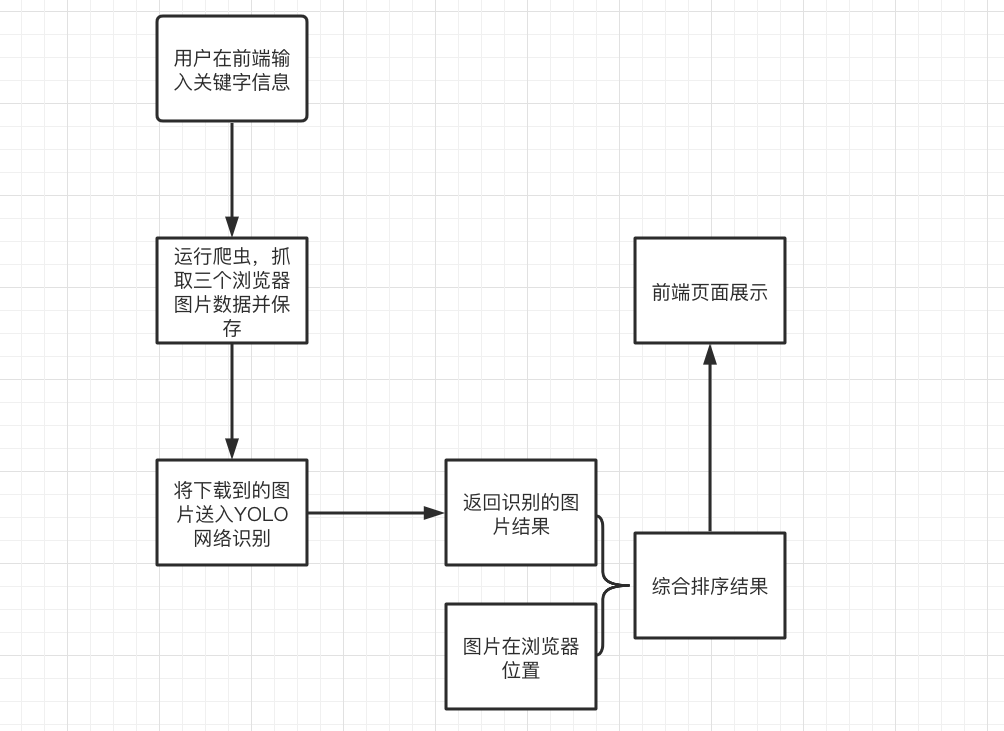 用户在前端输
入关键字信息
运行爬虫，抓
取三个浏览器
图片数据并保
存
将下载到的图
片送入YOLO
网络识别
返回识别的图
片结果
图片在浏览器
位置
综合排序结果
前端页面展示